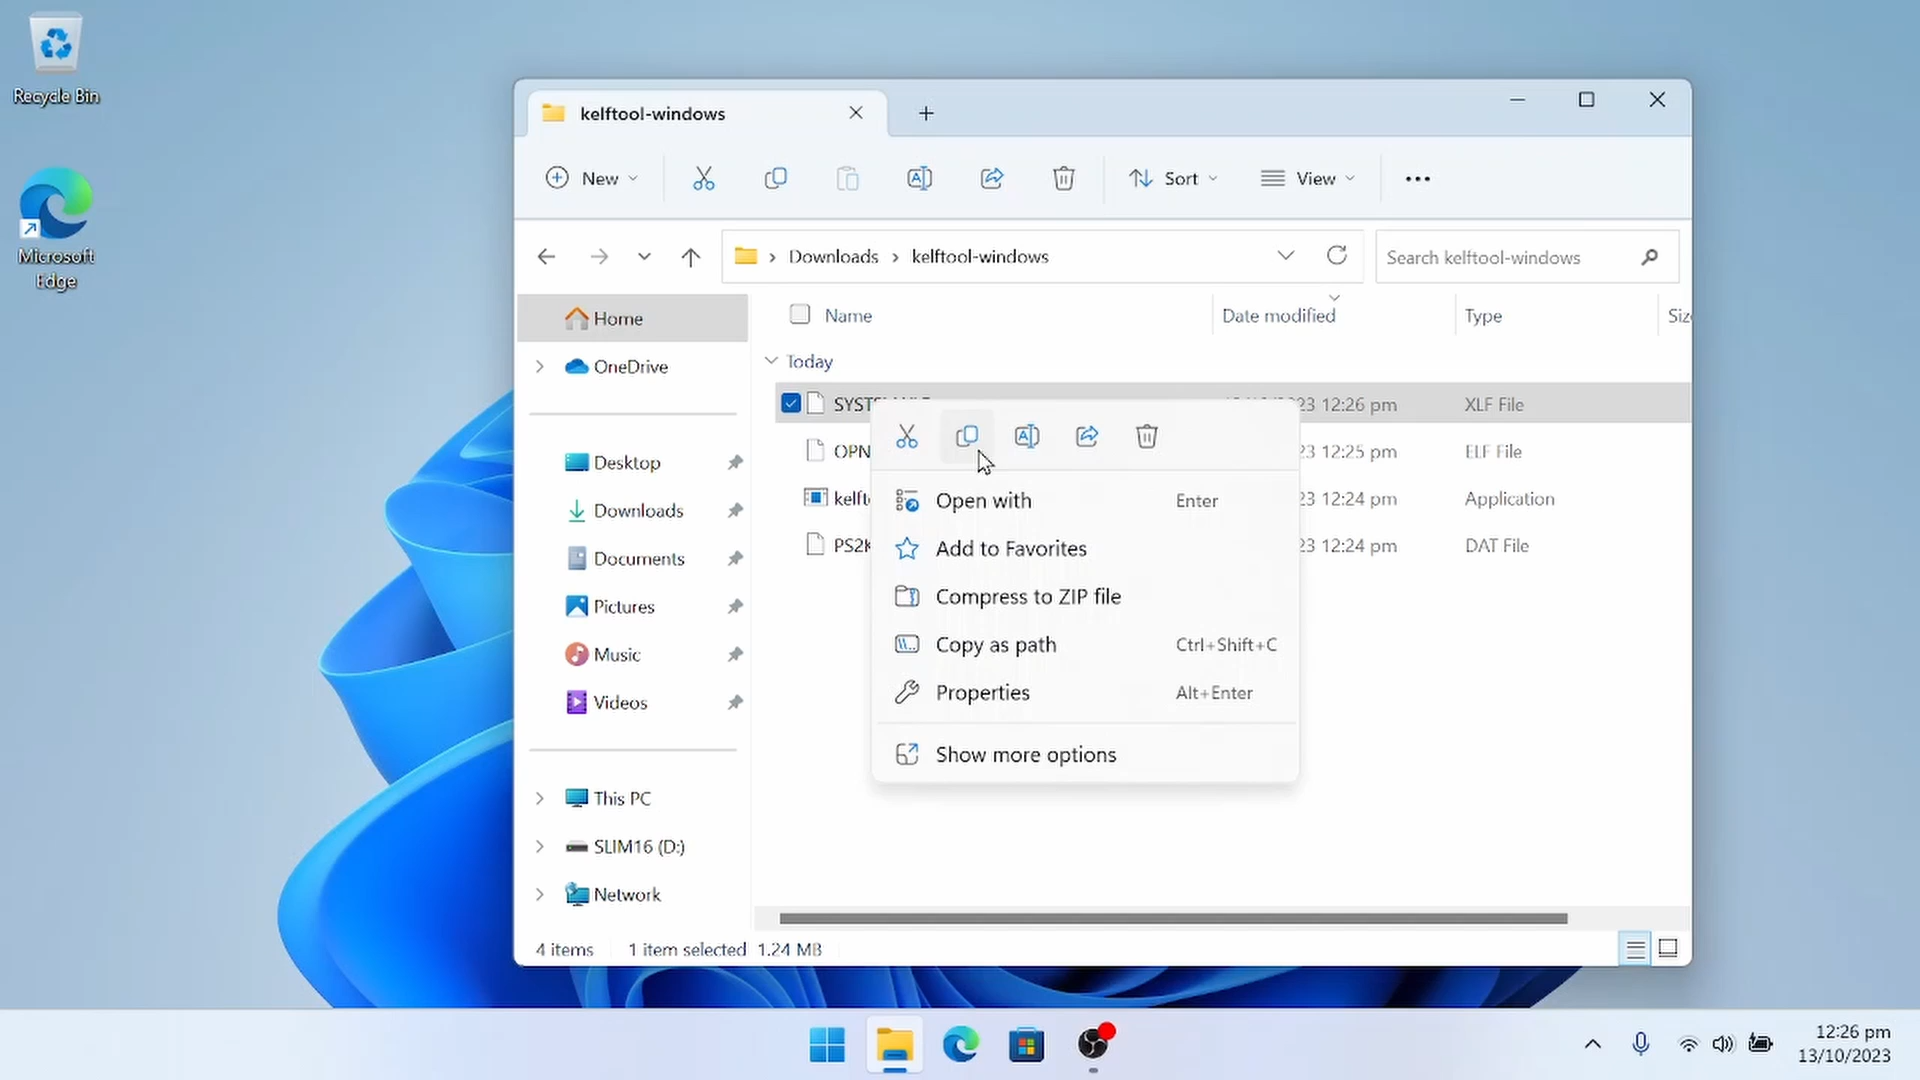 Recycle Bin
Microsoft
Edge
kelftool-windows
New
Sort
View
Downloads
kelftool-windows
Search kelftool-windows
Home
OneDrive
Desktop
Downloads
Documents
Pictures
Music
Videos
This PC
SLIM16 (D:)
Network
Name
Date modified
Type
Siz
Today
12:26 pm
XLF File
OPN
23 12:25 pm
ELF File
kelft
23 12:24 pm
Application
PS2K
23 12:24 pm
DAT File
Open with
Enter
Add to Favorites
Compress to ZIP file
Copy as path
Ctrl+Shift+C
Properties
Alt+Enter
Show more options
4 items
1 item selected 1.24 MB
12:26 pm
13/10/2023